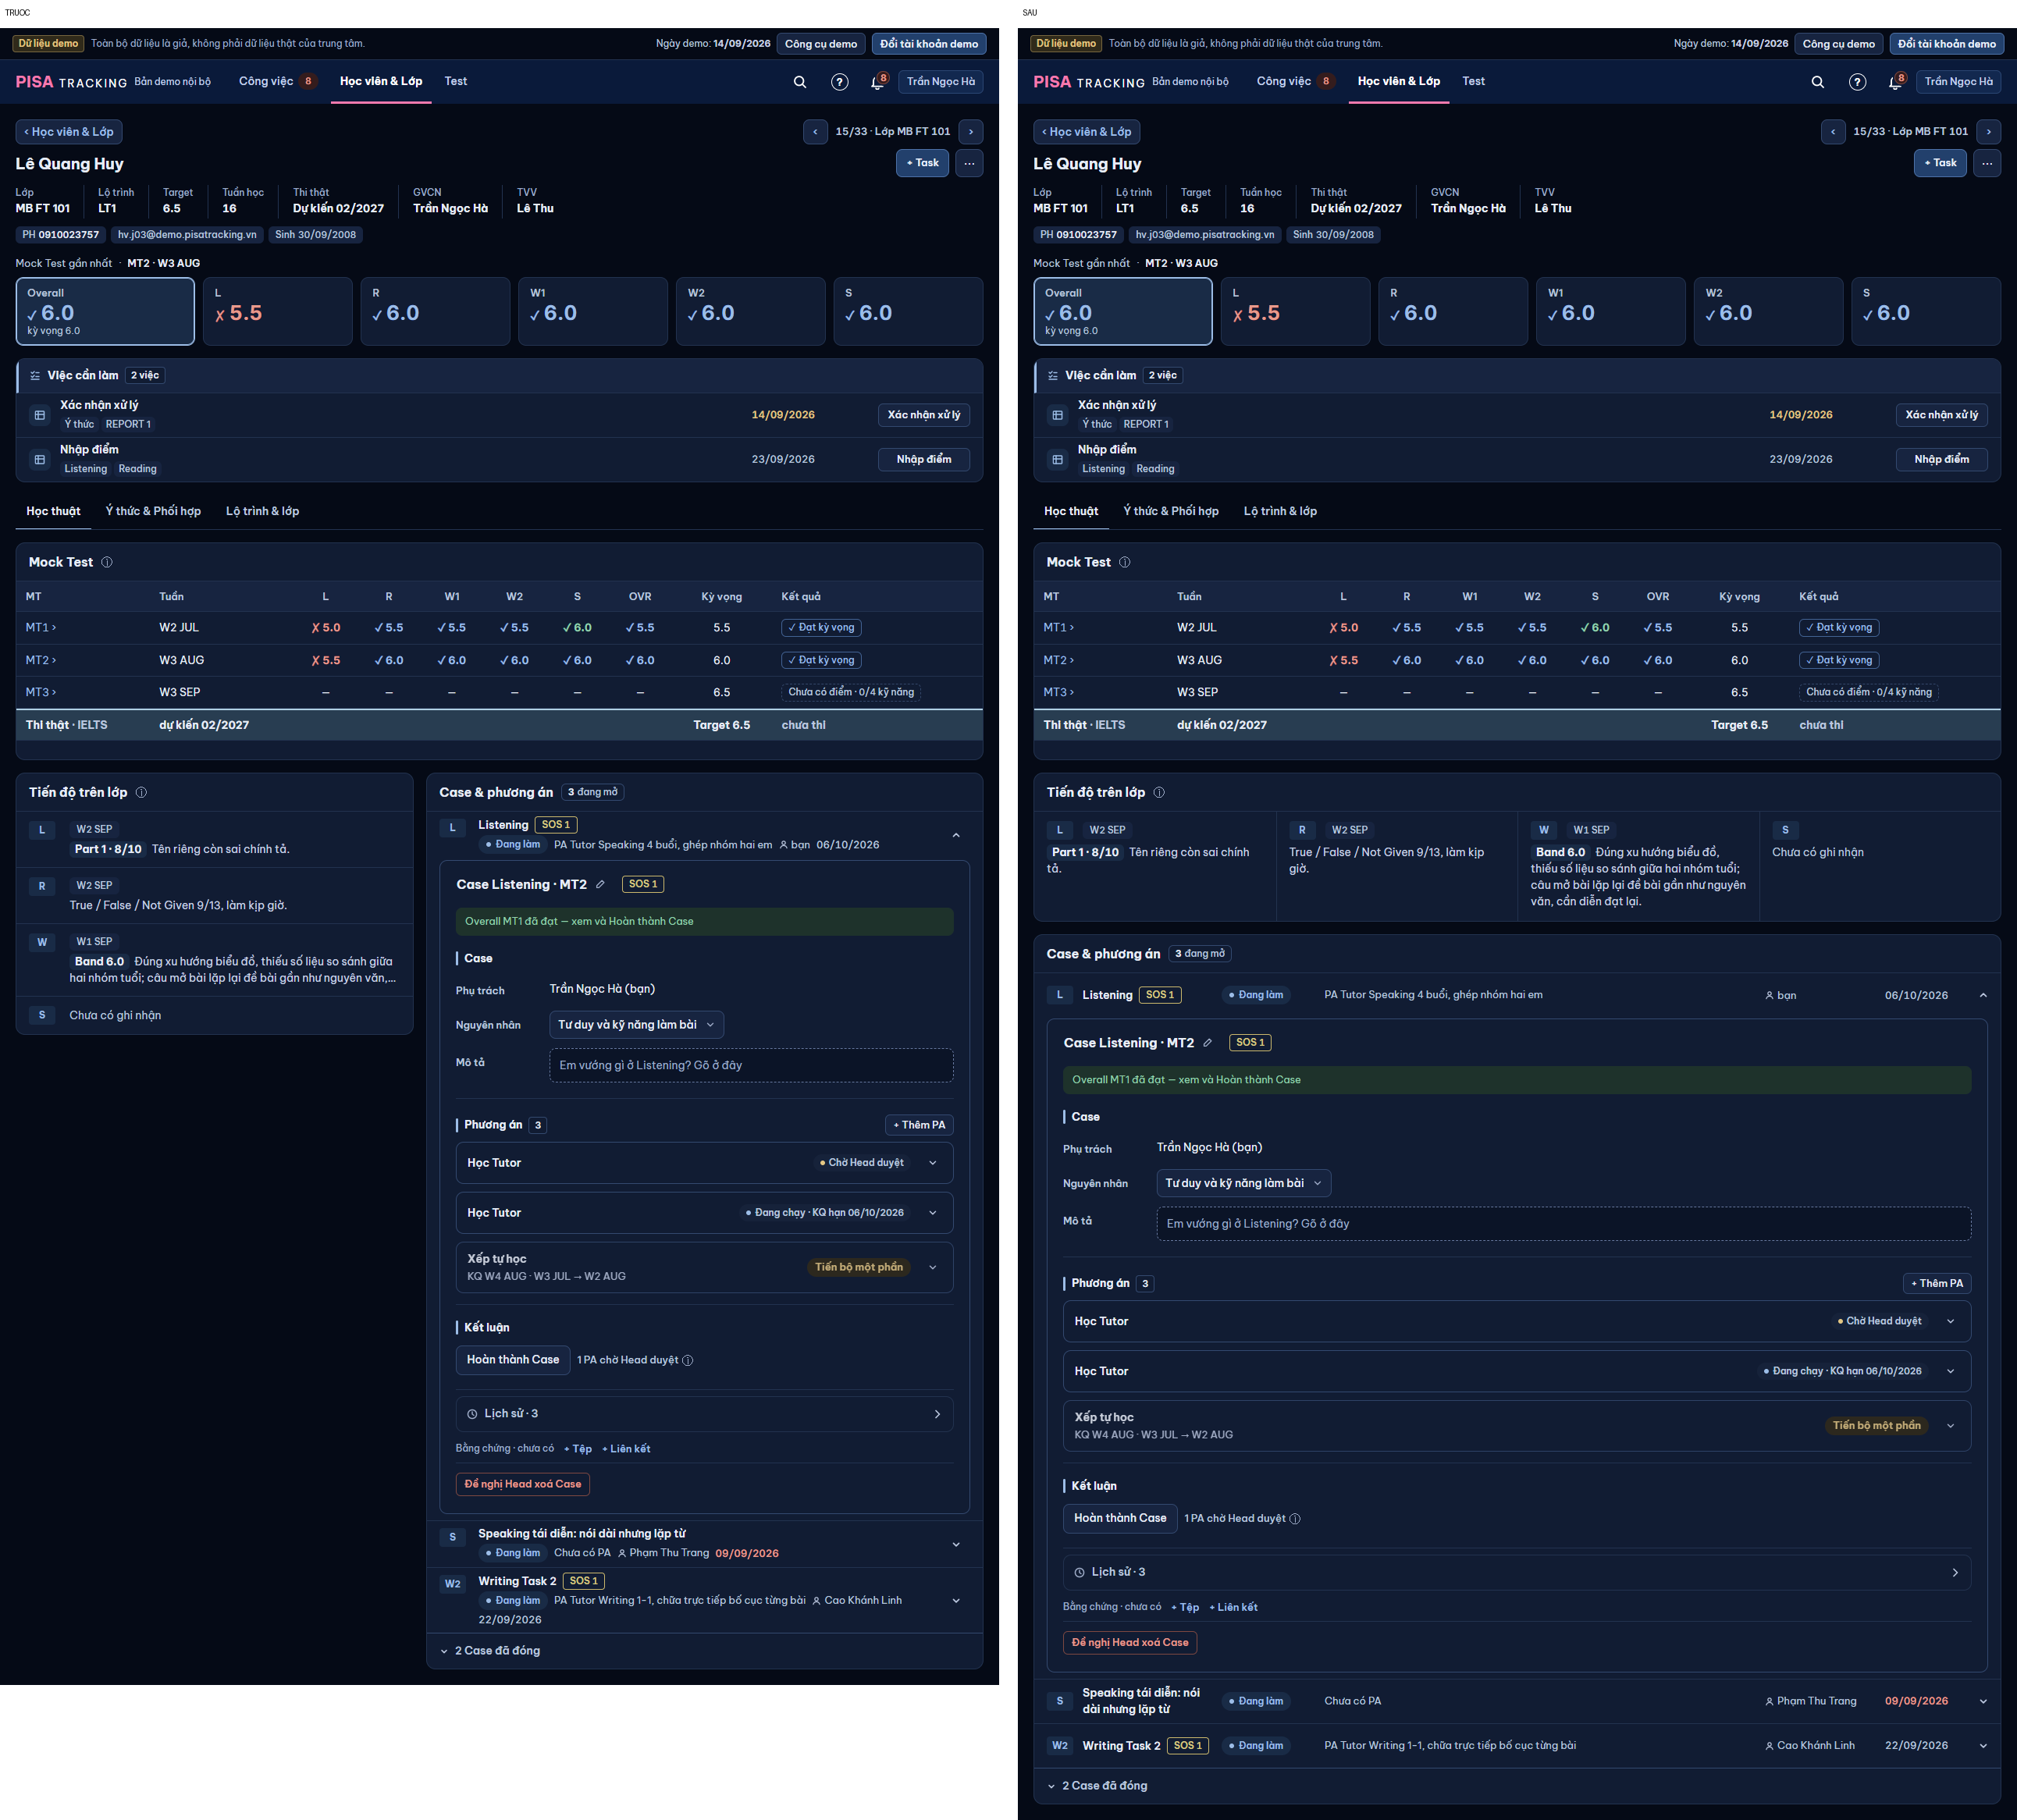 TRUOC
Dữ liệu demo Toàn bộ dữ liệu là giả, không phải dữ liệu thật của trung tâm. Ngày demo: 14/09/2026 Công cụ demo Đổi tài khoản demo
PISA TRACKING Bản demo nội bộ Công việc 8 Học viên & Lớp Test ? 8 Trần Ngọc Hà
‹ Học viên & Lớp ‹ 15/33 · Lớp MB FT 101 ›
Lê Quang Huy + Task ...
Lớp Lộ trình Target Tuần học Thi thật GVCN TVV
MB FT 101 LT1 6.5 16 Dự kiến 02/2027 Trần Ngọc Hà Lê Thu
PH 0910023757 hv.j03@demo.pisatracking.vn Sinh 30/09/2008
Mock Test gần nhất · MT2 · W3 AUG
Overall L R W1 W2 S
✓ 6.0 ✗ 5.5 ✓ 6.0 ✓ 6.0 ✓ 6.0 ✓ 6.0
kỳ vọng 6.0
Việc cần làm 2 việc
Xác nhận xử lý 14/09/2026 Xác nhận xử lý
Ý thức REPORT 1
Nhập điểm 23/09/2026 Nhập điểm
Listening Reading
Học thuật Ý thức & Phối hợp Lộ trình & lớp
Mock Test ⓘ
MT Tuần L R W1 W2 S OVR Kỳ vọng Kết quả
MT1 › W2 JUL ✗ 5.0 ✓ 5.5 ✓ 5.5 ✓ 5.5 ✓ 6.0 ✓ 5.5 5.5 ✓ Đạt kỳ vọng
MT2 › W3 AUG ✗ 5.5 ✓ 6.0 ✓ 6.0 ✓ 6.0 ✓ 6.0 ✓ 6.0 6.0 ✓ Đạt kỳ vọng
MT3 › W3 SEP – – – – – – 6.5 Chưa có điểm · 0/4 kỹ năng
Thi thật · IELTS dự kiến 02/2027 Target 6.5 chưa thi
Tiến độ trên lớp ⓘ
L W2 SEP
Part 1 · 8/10 Tên riêng còn sai chính tả.
R W2 SEP
True / False / Not Given 9/13, làm kịp giờ.
W W1 SEP
Band 6.0 Đúng xu hướng biểu đồ, thiếu số liệu so sánh giữa
hai nhóm tuổi; câu mở bài lặp lại đề bài gần như nguyên văn,...
S Chưa có ghi nhận
Case & phương án 3 đang mở
L Listening SOS 1
Đang làm PA Tutor Speaking 4 buổi, ghép nhóm hai em bạn 06/10/2026
Case Listening · MT2 SOS 1
Overall MT1 đã đạt — xem và Hoàn thành Case
Case
Phụ trách Trần Ngọc Hà (bạn)
Nguyên nhân Tư duy và kỹ năng làm bài
Mô tả Em vướng gì ở Listening? Gõ ở đây
Phương án 3 + Thêm PA
Học Tutor Chờ Head duyệt
Học Tutor Đang chạy · KQ hạn 06/10/2026
Xếp tự học Tiến bộ một phần
KQ W4 AUG · W3 JUL → W2 AUG
Kết luận
Hoàn thành Case 1 PA chờ Head duyệt ⓘ
Lịch sử · 3
Bằng chứng · chưa có + Tệp + Liên kết
Đề nghị Head xoá Case
S Speaking tái diễn: nói dài nhưng lặp từ
Đang làm Chưa có PA Phạm Thu Trang 09/09/2026
W2 Writing Task 2 SOS 1
Đang làm PA Tutor Writing 1-1, chữa trực tiếp bố cục từng bài Cao Khánh Linh
22/09/2026
2 Case đã đóng
SAU
Dữ liệu demo Toàn bộ dữ liệu là giả, không phải dữ liệu thật của trung tâm. Ngày demo: 14/09/2026 Công cụ demo Đổi tài khoản demo
PISA TRACKING Bản demo nội bộ Công việc 8 Học viên & Lớp Test ? 8 Trần Ngọc Hà
‹ Học viên & Lớp ‹ 15/33 · Lớp MB FT 101 ›
Lê Quang Huy + Task ...
Lớp Lộ trình Target Tuần học Thi thật GVCN TVV
MB FT 101 LT1 6.5 16 Dự kiến 02/2027 Trần Ngọc Hà Lê Thu
PH 0910023757 hv.j03@demo.pisatracking.vn Sinh 30/09/2008
Mock Test gần nhất · MT2 · W3 AUG
Overall L R W1 W2 S
✓ 6.0 ✗ 5.5 ✓ 6.0 ✓ 6.0 ✓ 6.0 ✓ 6.0
kỳ vọng 6.0
Việc cần làm 2 việc
Xác nhận xử lý 14/09/2026 Xác nhận xử lý
Ý thức REPORT 1
Nhập điểm 23/09/2026 Nhập điểm
Listening Reading
Học thuật Ý thức & Phối hợp Lộ trình & lớp
Mock Test ⓘ
MT Tuần L R W1 W2 S OVR Kỳ vọng Kết quả
MT1 › W2 JUL ✗ 5.0 ✓ 5.5 ✓ 5.5 ✓ 5.5 ✓ 6.0 ✓ 5.5 5.5 ✓ Đạt kỳ vọng
MT2 › W3 AUG ✗ 5.5 ✓ 6.0 ✓ 6.0 ✓ 6.0 ✓ 6.0 ✓ 6.0 6.0 ✓ Đạt kỳ vọng
MT3 › W3 SEP – – – – – – 6.5 Chưa có điểm · 0/4 kỹ năng
Thi thật · IELTS dự kiến 02/2027 Target 6.5 chưa thi
Tiến độ trên lớp ⓘ
L W2 SEP
Part 1 · 8/10 Tên riêng còn sai chính
tả.
R W2 SEP
True / False / Not Given 9/13, làm kịp
giờ.
W W1 SEP
Band 6.0 Đúng xu hướng biểu đồ,
thiếu số liệu so sánh giữa hai nhóm tuổi;
câu mở bài lặp lại đề bài gần như nguyên
văn, cần diễn đạt lại.
S
Chưa có ghi nhận
Case & phương án 3 đang mở
L Listening SOS 1 Đang làm PA Tutor Speaking 4 buổi, ghép nhóm hai em bạn 06/10/2026
Case Listening · MT2 SOS 1
Overall MT1 đã đạt — xem và Hoàn thành Case
Case
Phụ trách Trần Ngọc Hà (bạn)
Nguyên nhân Tư duy và kỹ năng làm bài
Mô tả Em vướng gì ở Listening? Gõ ở đây
Phương án 3 + Thêm PA
Học Tutor Chờ Head duyệt
Học Tutor Đang chạy · KQ hạn 06/10/2026
Xếp tự học Tiến bộ một phần
KQ W4 AUG · W3 JUL → W2 AUG
Kết luận
Hoàn thành Case 1 PA chờ Head duyệt ⓘ
Lịch sử · 3
Bằng chứng · chưa có + Tệp + Liên kết
Đề nghị Head xoá Case
S Speaking tái diễn: nói
dài nhưng lặp từ Đang làm Chưa có PA Phạm Thu Trang 09/09/2026
W2 Writing Task 2 SOS 1 Đang làm PA Tutor Writing 1-1, chữa trực tiếp bố cục từng bài Cao Khánh Linh 22/09/2026
2 Case đã đóng